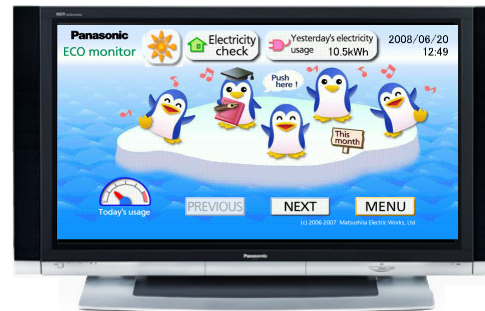 Panasonic
ECO monitor
Electricity
check
Yesterday's electricity
usage 10.5kWh
2008/06/20
12:49
Push
here !
This
month
Today's usage
PREVIOUS
NEXT
MENU
(c) 2006-2007 Matsushita Electric Works, Ltd.
Panasonic